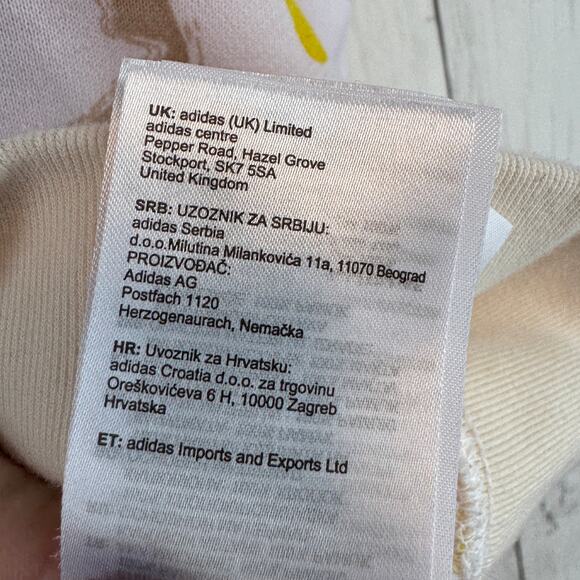 UK: adidas (UK) Limited
adidas centre
Pepper Road, Hazel Grove
Stockport, SK7 5SA
United Kingdom
SRB: UZOZNIK ZA SRBIJU:
adidas Serbia
d.o.o.Milutina Milankovića 11a, 11070 Beograd
PROIZVOĐAČ:
Adidas AG
Postfach 1120
Herzogenaurach, Nemačka
HR: Uvoznik za Hrvatsku:
adidas Croatia d.o.o. za trgovinu
Oreškovićeva 6 H, 10000 Zagreb
Hrvatska
ET: adidas Imports and Exports Ltd